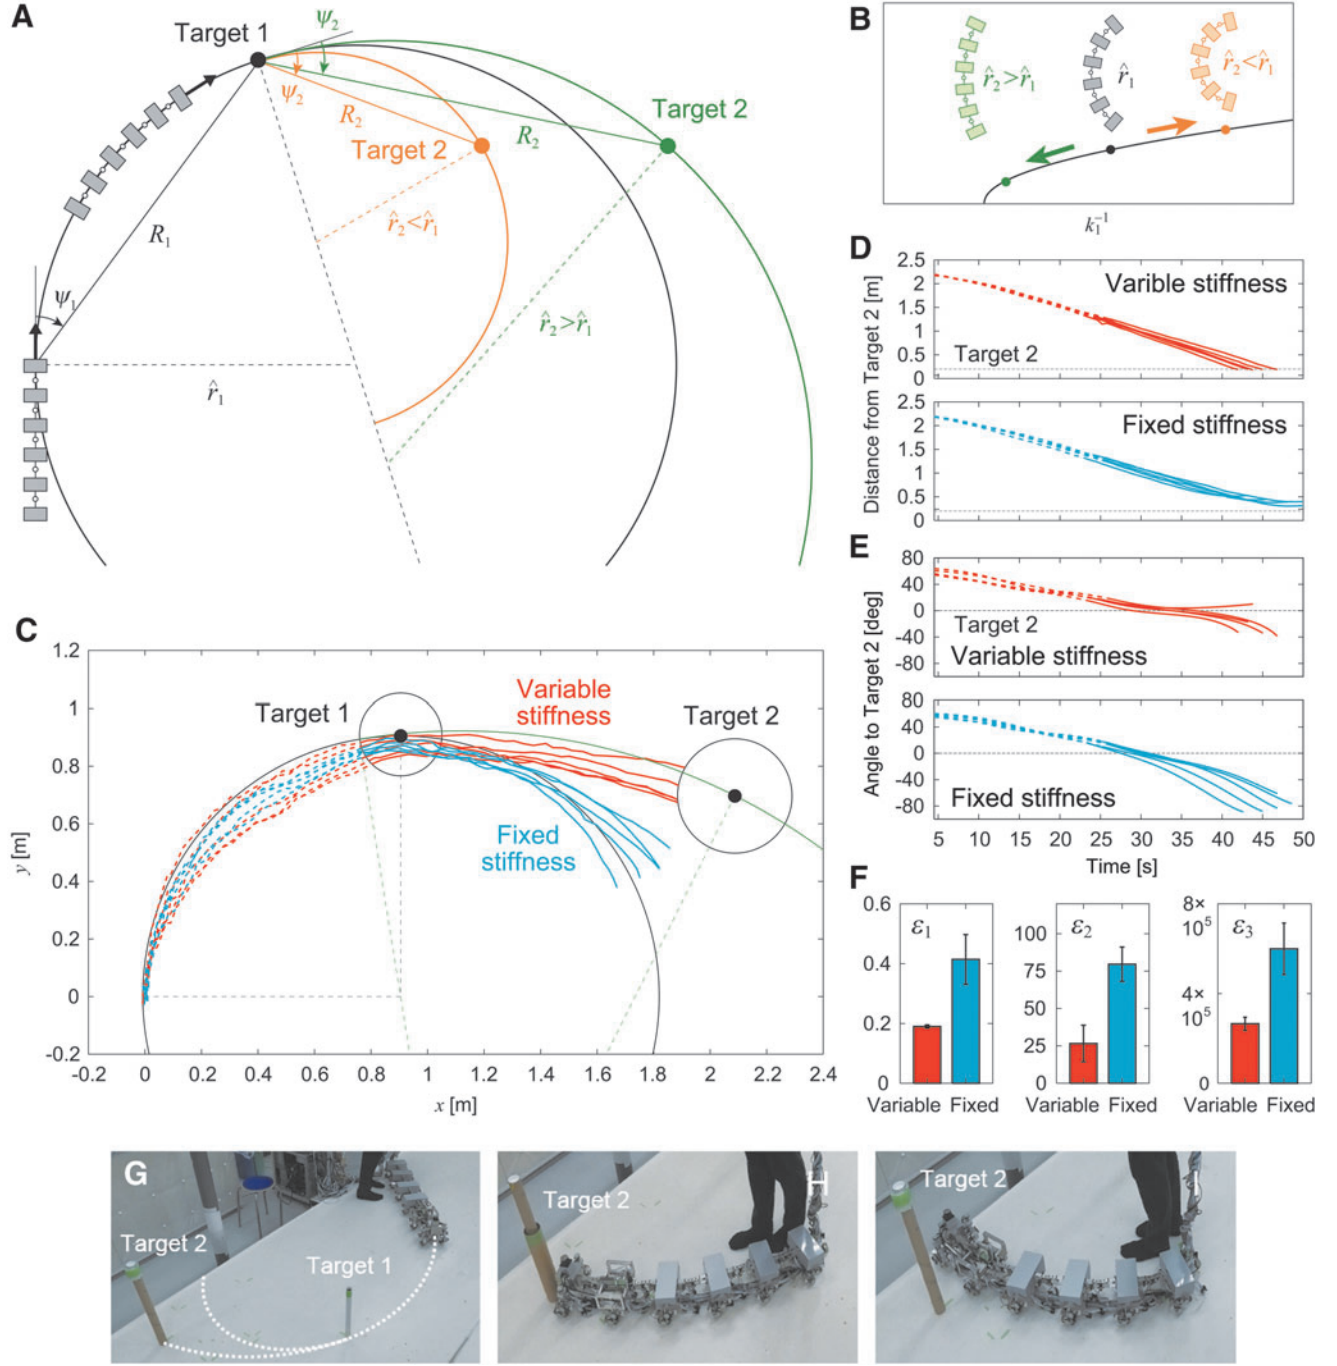 A
Target 1
ψ₂
ψ₂
R₂
R₂
Target 2
Target 2
r̂₂<r̂₁
R₁
ψ₁
r̂₁
r̂₂>r̂₁
B
r̂₂>r̂₁
r̂₁
r̂₂<r̂₁
k₁⁻¹
C
1.2
1
0.8
0.6
0.4
0.2
0
-0.2
y [m]
-0.2 0 0.2 0.4 0.6 0.8 1 1.2 1.4 1.6 1.8 2 2.2 2.4
x [m]
Target 1
Variable
stiffness
Target 2
Fixed
stiffness
D
Distance from Target 2 [m]
2.5
2
1.5
1
0.5
0
Varible stiffness
Target 2
2.5
2
1.5
1
0.5
0
Fixed stiffness
E
Angle to Target 2 [deg]
80
40
0
-40
-80
Target 2
Variable stiffness
80
40
0
-40
-80
Fixed stiffness
5 10 15 20 25 30 35 40 45 50
Time [s]
F
0.6
0.4
0.2
0
ε₁
Variable Fixed
100
75
50
25
0
ε₂
Variable Fixed
8×
10⁵
4×
10⁵
0
ε₃
Variable Fixed
G
Target 2
Target 1
H
Target 2
I
Target 2